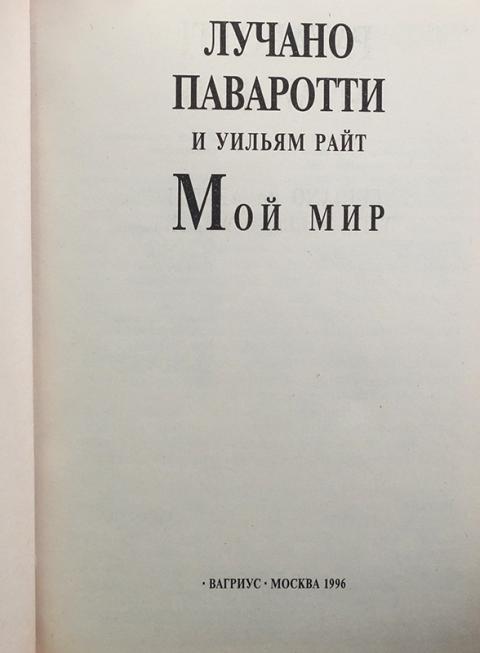 ЛУЧАНО
ПАВАРОТТИ
И УИЛЬЯМ РАЙТ
Мой мир
· ВАГРИУС · МОСКВА 1996